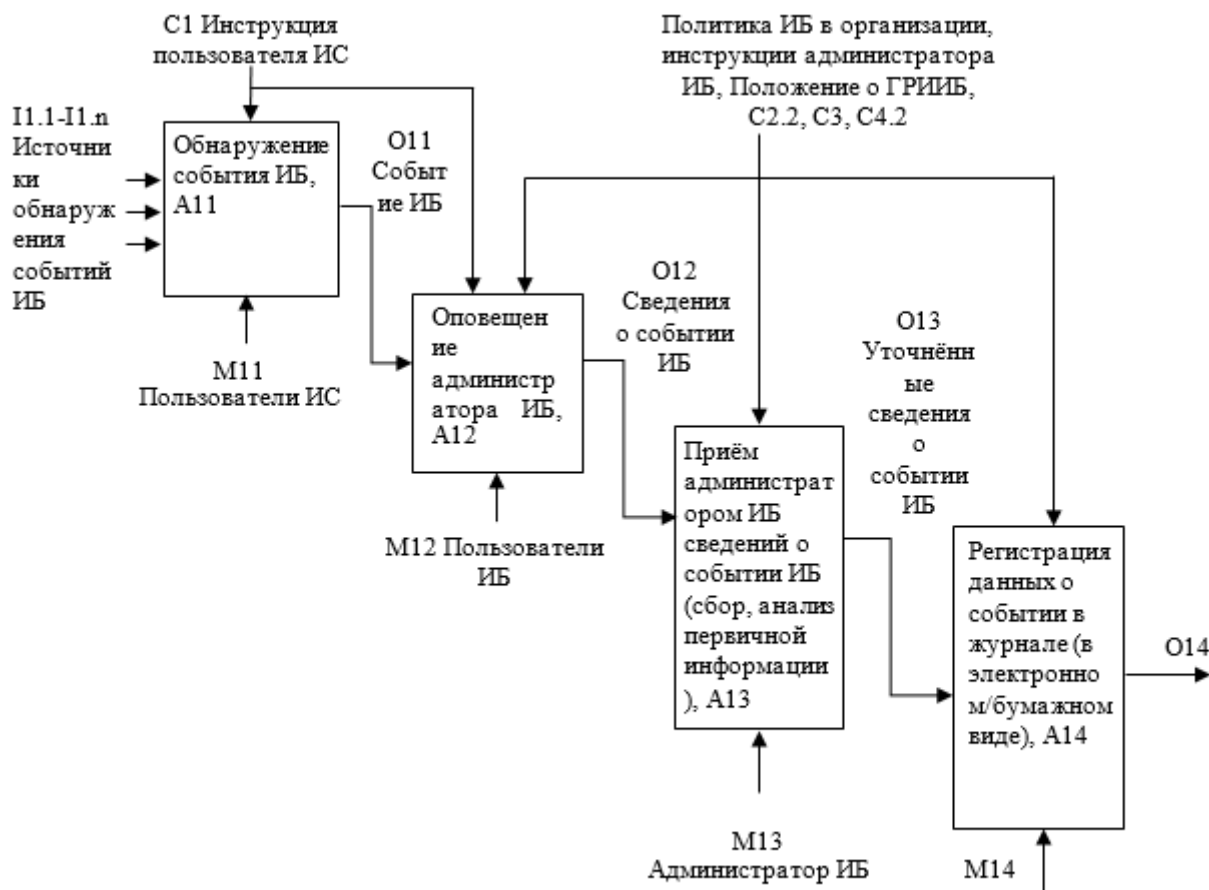 С1 Инструкция
пользователя ИС
Политика ИБ в организации,
инструкции администратора
ИБ, Положение о ГРИИБ,
С2.2, С3, С4.2
I1.1-I1.n
Источни
ки
обнаруж
ения
событий
ИБ
Обнаружение
события ИБ,
А11
О11
Событ
ие ИБ
М11
Пользователи ИС
Оповещен
ие
администр
атора ИБ,
А12
О12
Сведения
о событии
ИБ
М12 Пользователи
ИБ
Приём
администрат
ором ИБ
сведений о
событии ИБ
(сбор, анализ
первичной
информации
), А13
О13
Уточнённ
ые
сведения
о
событии
ИБ
М13
Администратор ИБ
Регистрация
данных о
событии в
журнале (в
электронно
м/бумажном
виде), А14
О14
М14